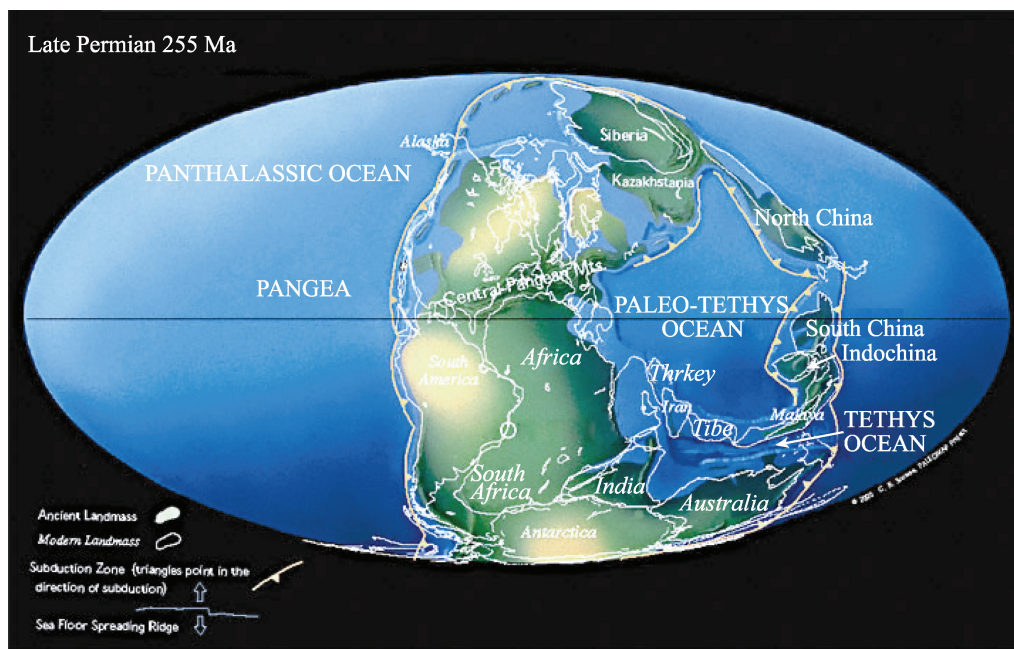 Late Permian 255 Ma
Alaska
Siberia
PANTHALASSIC OCEAN
Kazakhstania
North China
Central Pangean Mts.
PANGEA
PALEO-TETHYS
OCEAN
South China
Indochina
Africa
South
America
Thrkey
Iran
Malaya
Tibe
TETHYS
OCEAN
South
Africa
India
Australia
Antarctica
Ancient Landmass
Modern Landmass
Subduction Zone (triangles point in the
direction of subduction)
Sea Floor Spreading Ridge